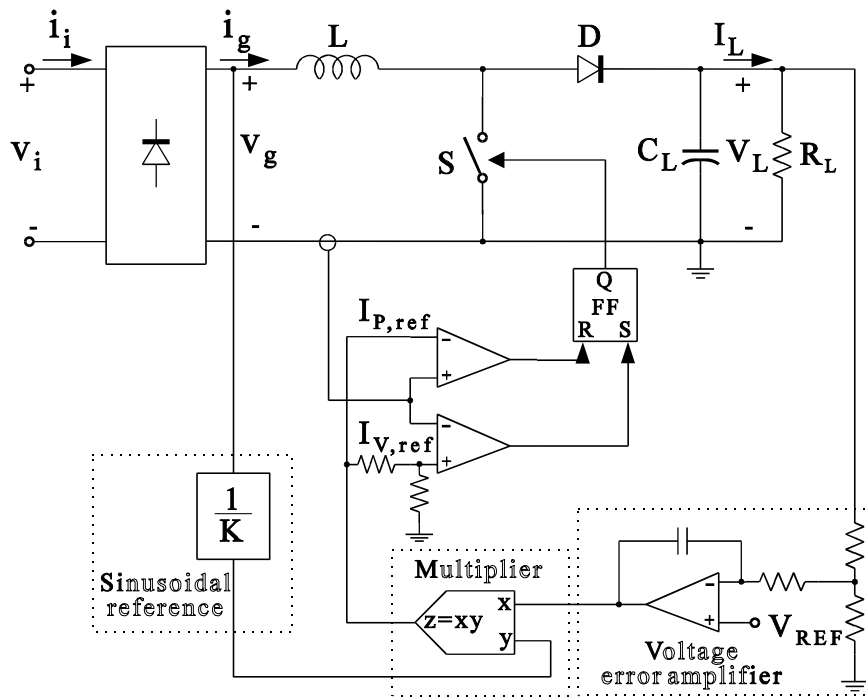 i_i
i_g
L
D
I_L
+
+
+
v_i
v_g
S
C_L
V_L
R_L
-
-
-
Q
FF
R S
I_P,ref
-
+
I_V,ref
-
+
1
K
Sinusoidal
reference
Multiplier
x
z=xy
y
-
+
V_REF
Voltage
error amplifier